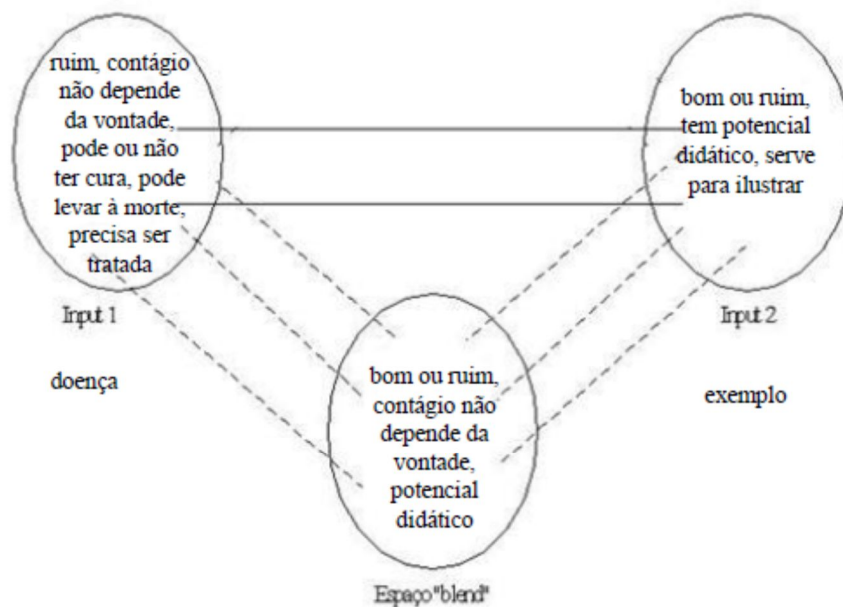 ruim, contágio
não depende
da vontade,
pode ou não
ter cura, pode
levar à morte,
precisa ser
tratada
Input 1
doença
bom ou ruim,
tem potencial
didático, serve
para ilustrar
Input 2
exemplo
bom ou ruim,
contágio não
depende da
vontade,
potencial
didático
Espaço "blend"